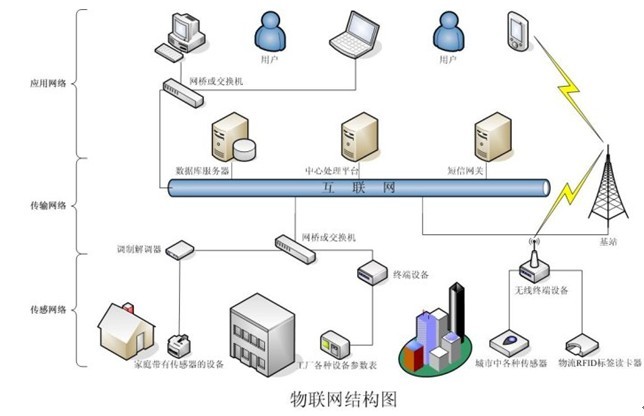 用户
用户
应用网络
网桥或交换机
数据库服务器
中心处理平台
短信网关
互联网
传输网络
基站
网桥或交换机
调制解调器
终端设备
无线终端设备
传感网络
家庭带有传感器的设备
工厂各种设备参数表
城市中各种传感器
物流RFID标签读卡器
物联网结构图